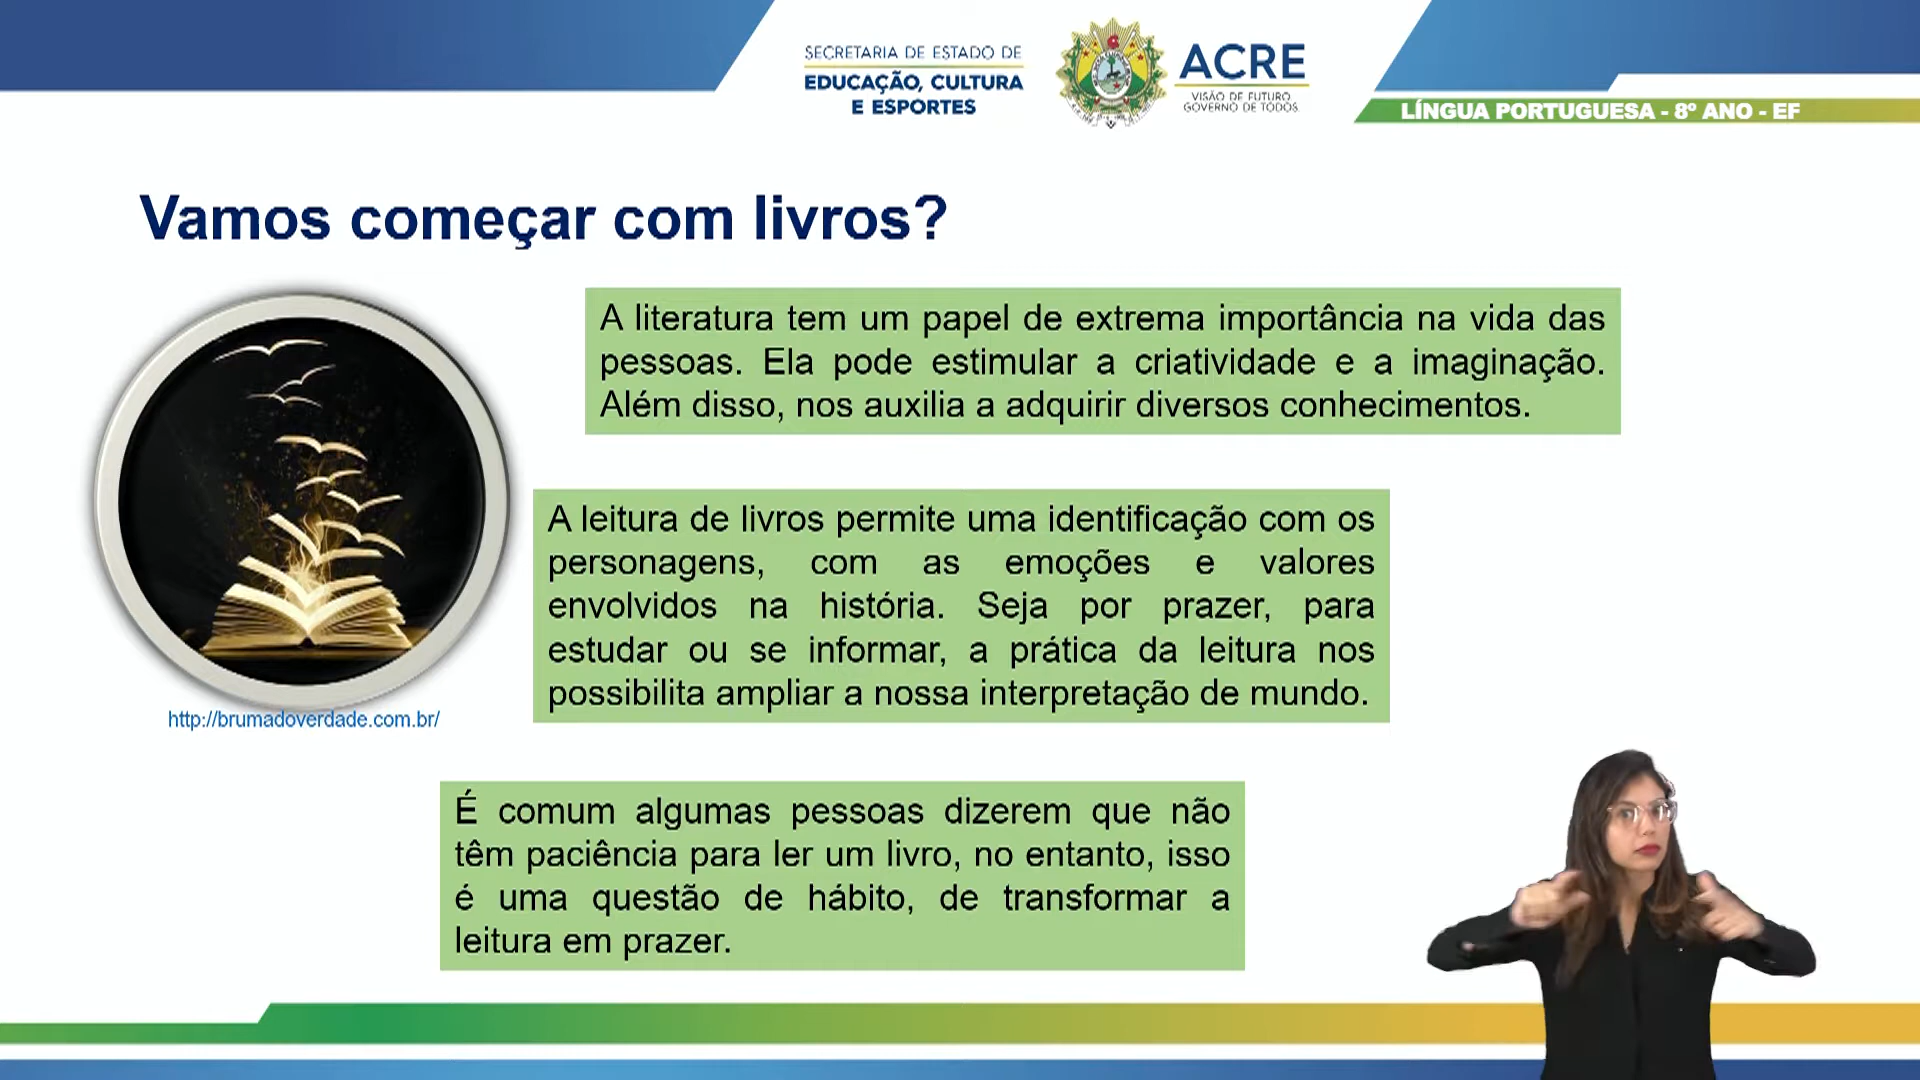 SECRETARIA DE ESTADO DE
EDUCAÇÃO, CULTURA
E ESPORTES
ACRE
VISÃO DE FUTURO
GOVERNO DE TODOS
LÍNGUA PORTUGUESA - 8º ANO - EF
Vamos começar com livros?
A literatura tem um papel de extrema importância na vida das
pessoas. Ela pode estimular a criatividade e a imaginação.
Além disso, nos auxilia a adquirir diversos conhecimentos.
A leitura de livros permite uma identificação com os
personagens, com as emoções e valores
envolvidos na história. Seja por prazer, para
estudar ou se informar, a prática da leitura nos
possibilita ampliar a nossa interpretação de mundo.
http://brumadoverdade.com.br/
É comum algumas pessoas dizerem que não
têm paciência para ler um livro, no entanto, isso
é uma questão de hábito, de transformar a
leitura em prazer.